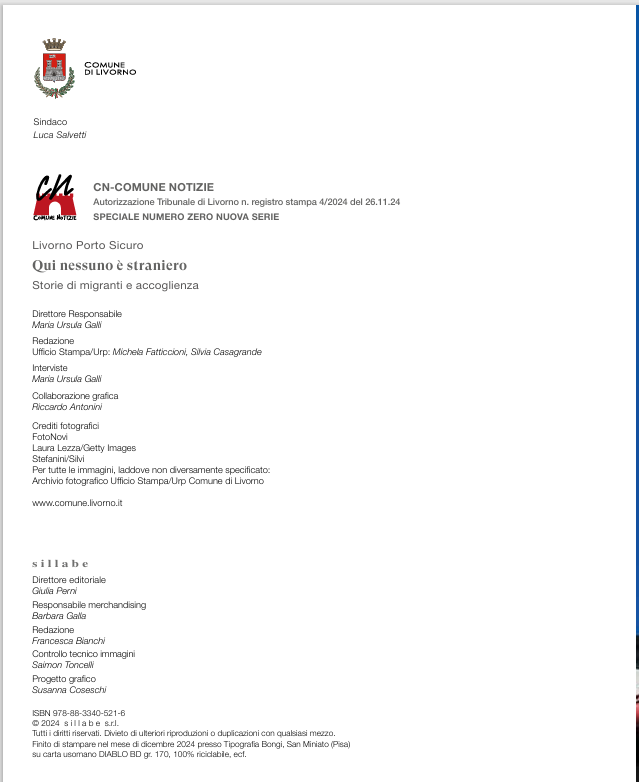 COMUNE
DI LIVORNO
Sindaco
Luca Salvetti
CN
COMUNE NOTIZIE
CN-COMUNE NOTIZIE
Autorizzazione Tribunale di Livorno n. registro stampa 4/2024 del 26.11.24
SPECIALE NUMERO ZERO NUOVA SERIE
Livorno Porto Sicuro
Qui nessuno è straniero
Storie di migranti e accoglienza
Direttore Responsabile
Maria Ursula Galli
Redazione
Ufficio Stampa/Urp: Michela Fatticcioni, Silvia Casagrande
Interviste
Maria Ursula Galli
Collaborazione grafica
Riccardo Antonini
Crediti fotografici
FotoNovi
Laura Lezza/Getty Images
Stefanini/Silvi
Per tutte le immagini, laddove non diversamente specificato:
Archivio fotografico Ufficio Stampa/Urp Comune di Livorno
www.comune.livorno.it
sillabe
Direttore editoriale
Giulia Perni
Responsabile merchandising
Barbara Galla
Redazione
Francesca Bianchi
Controllo tecnico immagini
Saimon Toncelli
Progetto grafico
Susanna Coseschi
ISBN 978-88-3340-521-6
© 2024 sillabe s.r.l.
Tutti i diritti riservati. Divieto di ulteriori riproduzioni o duplicazioni con qualsiasi mezzo.
Finito di stampare nel mese di dicembre 2024 presso Tipografia Bongi, San Miniato (Pisa)
su carta usomano DIABLO BD gr. 170, 100% riciclabile, ecf.